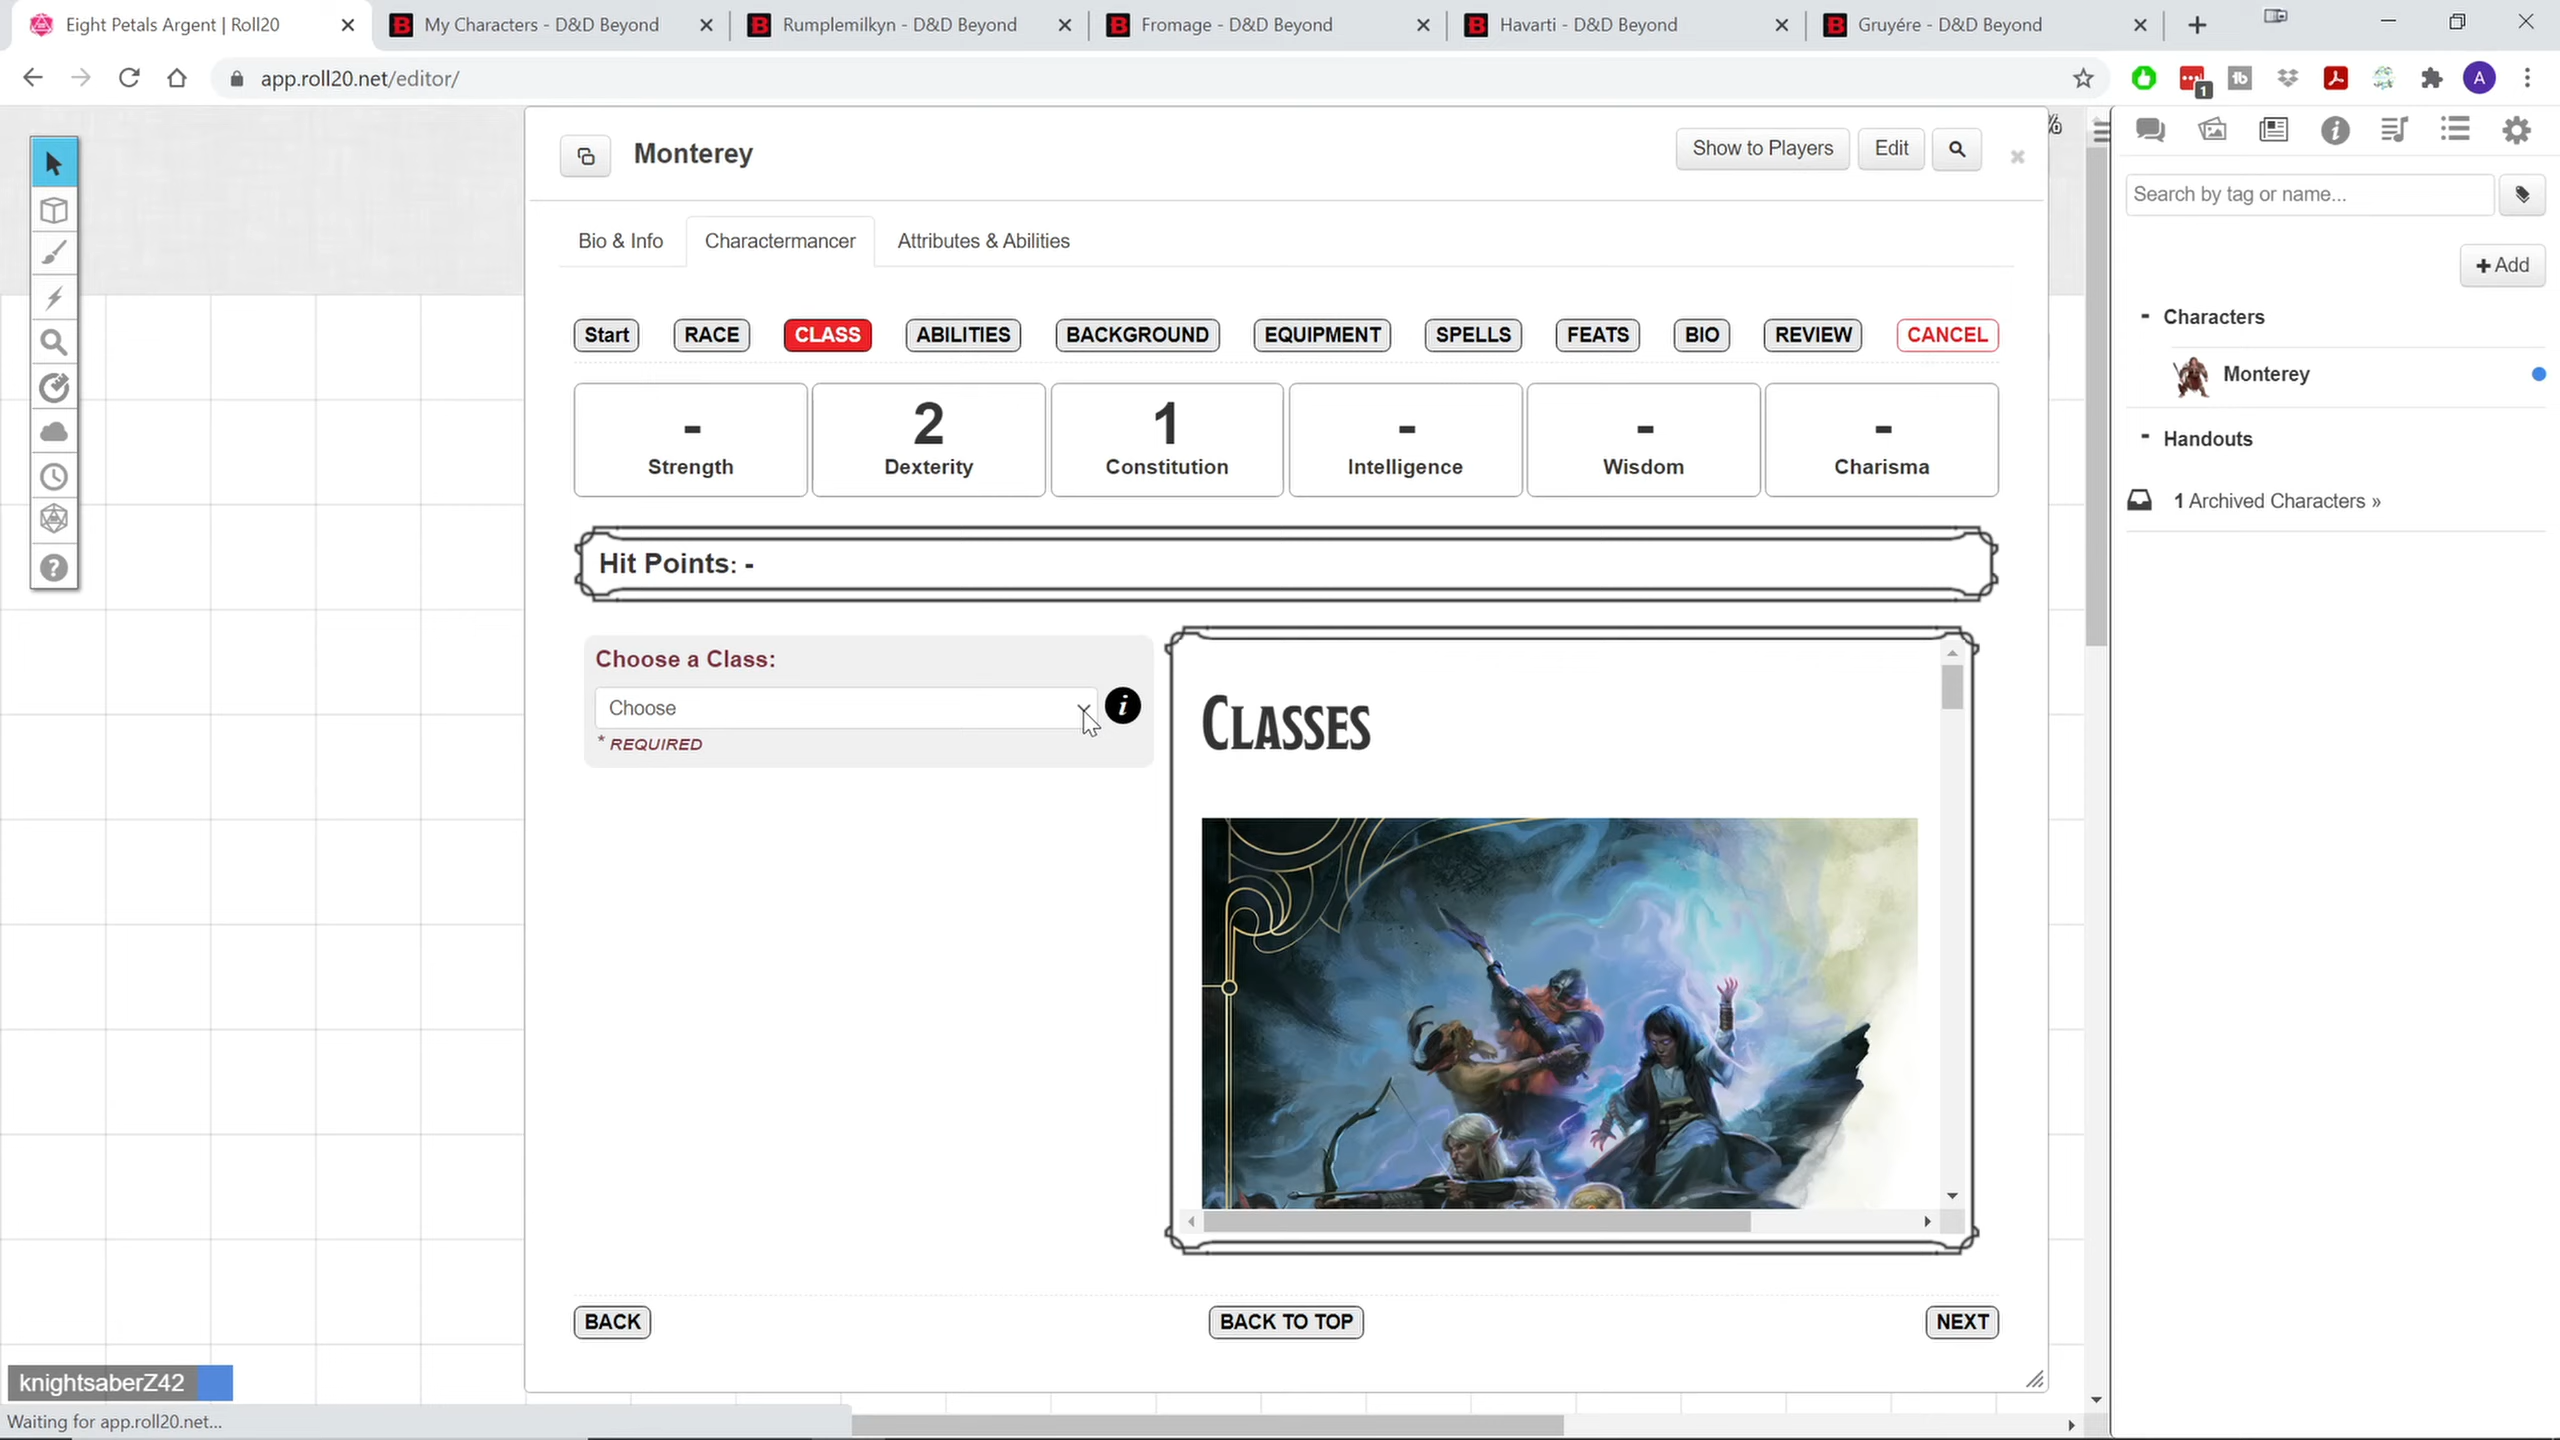 Eight Petals Argent | Roll20
My Characters - D&D Beyond
Rumplemilkyn - D&D Beyond
Fromage - D&D Beyond
Havarti - D&D Beyond
Gruyére - D&D Beyond
app.roll20.net/editor/
1
A
Monterey
Show to Players
Edit
%
Search by tag or name...
Bio & Info
Charactermancer
Attributes & Abilities
+ Add
Start
RACE
CLASS
ABILITIES
BACKGROUND
EQUIPMENT
SPELLS
FEATS
BIO
REVIEW
CANCEL
- Characters
Monterey
- Handouts
1 Archived Characters »
- 2 1 - - -
Strength Dexterity Constitution Intelligence Wisdom Charisma
Hit Points: -
Choose a Class:
Choose
* REQUIRED
CLASSES
BACK
BACK TO TOP
NEXT
knightsaberZ42
Waiting for app.roll20.net...